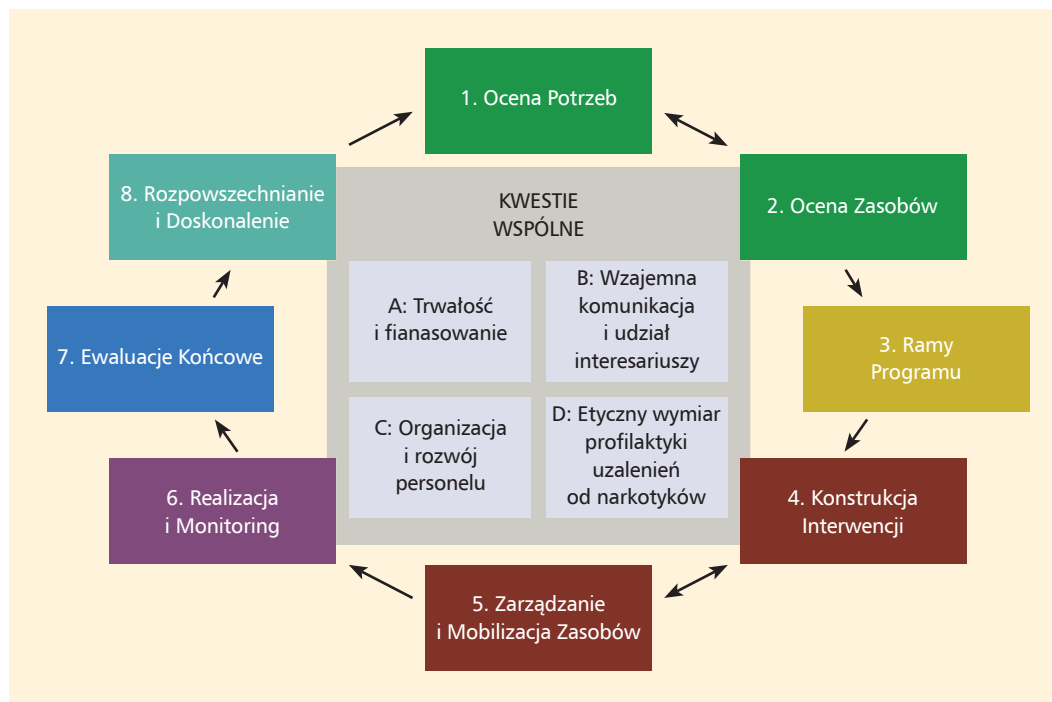 1. Ocena Potrzeb
2. Ocena Zasobów
3. Ramy
Programu
4. Konstrukcja
Interwencji
5. Zarządzanie
i Mobilizacja Zasobów
6. Realizacja
i Monitoring
7. Ewaluacje Końcowe
8. Rozpowszechnianie
i Doskonalenie
KWESTIE
WSPÓLNE
A: Trwałość
i fianasowanie
B: Wzajemna
komunikacja
i udział
interesariuszy
C: Organizacja
i rozwój
personelu
D: Etyczny wymiar
profilaktyki
uzalenień
od narkotyków